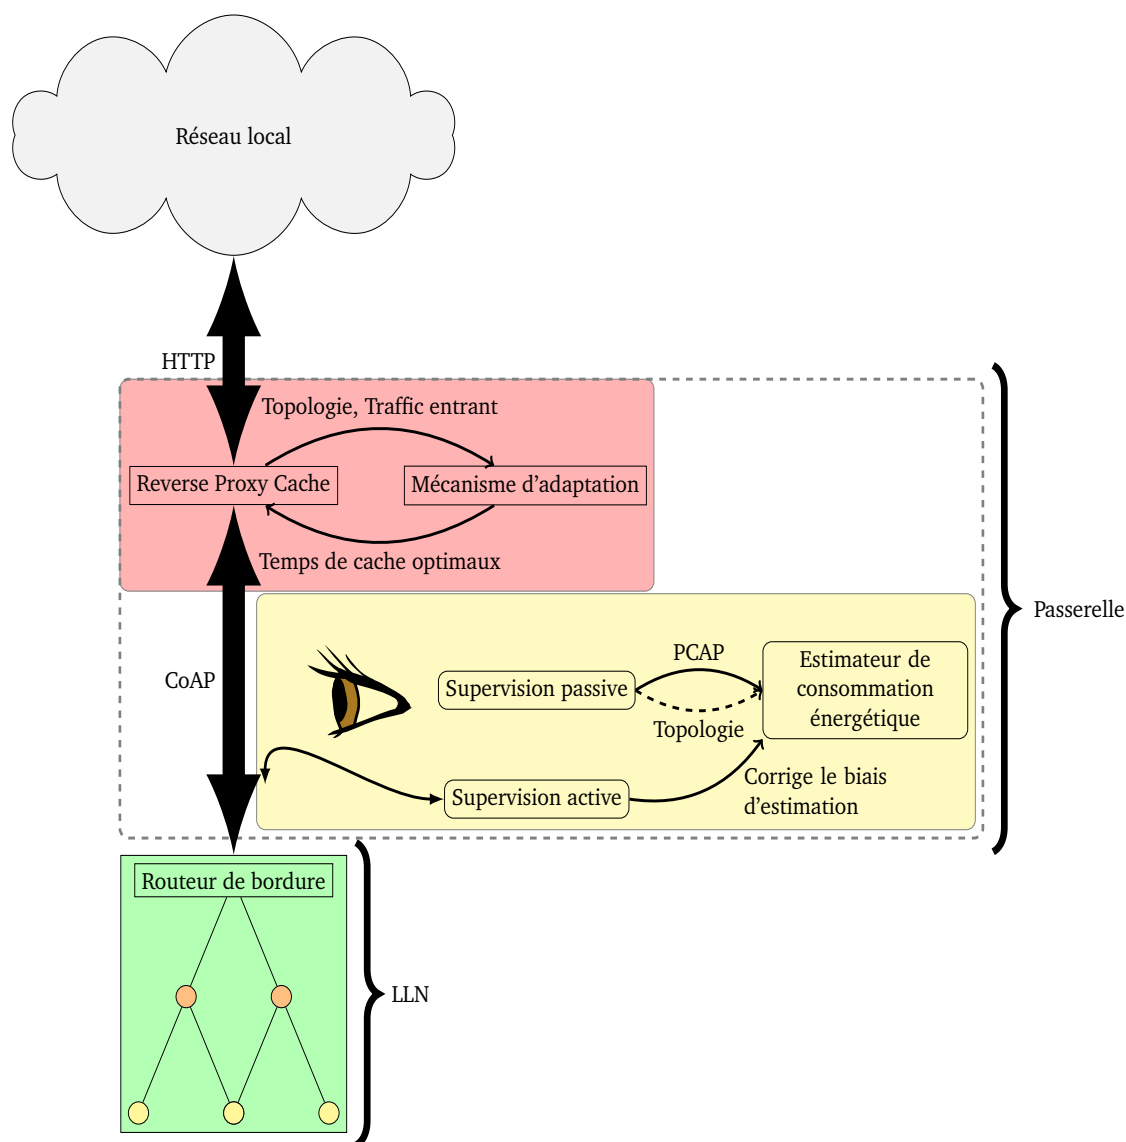 Réseau local
HTTP
Topologie, Traffic entrant
Reverse Proxy Cache
Mécanisme d'adaptation
Temps de cache optimaux
Passerelle
CoAP
PCAP
Supervision passive
Estimateur de
consommation
énergétique
Topologie
Supervision active
Corrige le biais
d'estimation
Routeur de bordure
LLN